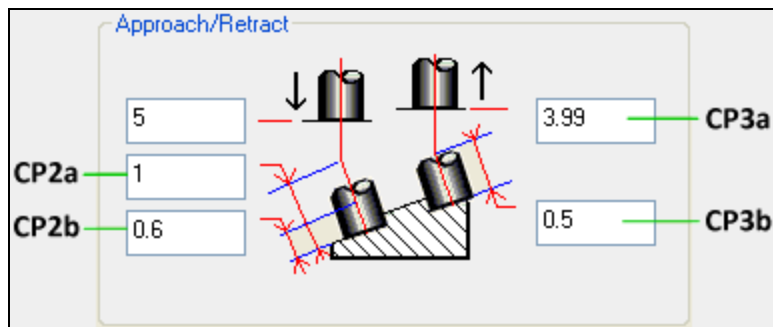 Approach/Retract
5
3.99 CP3a
CP2a 1
CP2b 0.6
0.5 CP3b